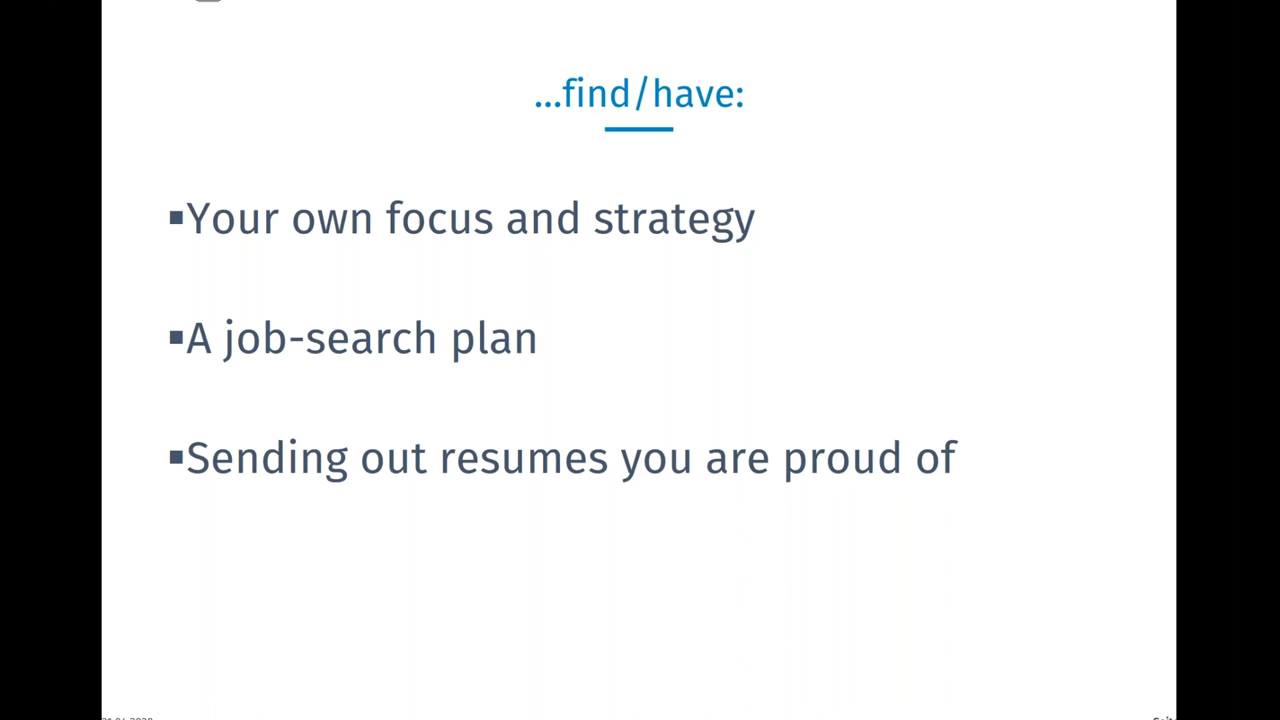 ...find/have:
▪Your own focus and strategy
▪A job-search plan
▪Sending out resumes you are proud of